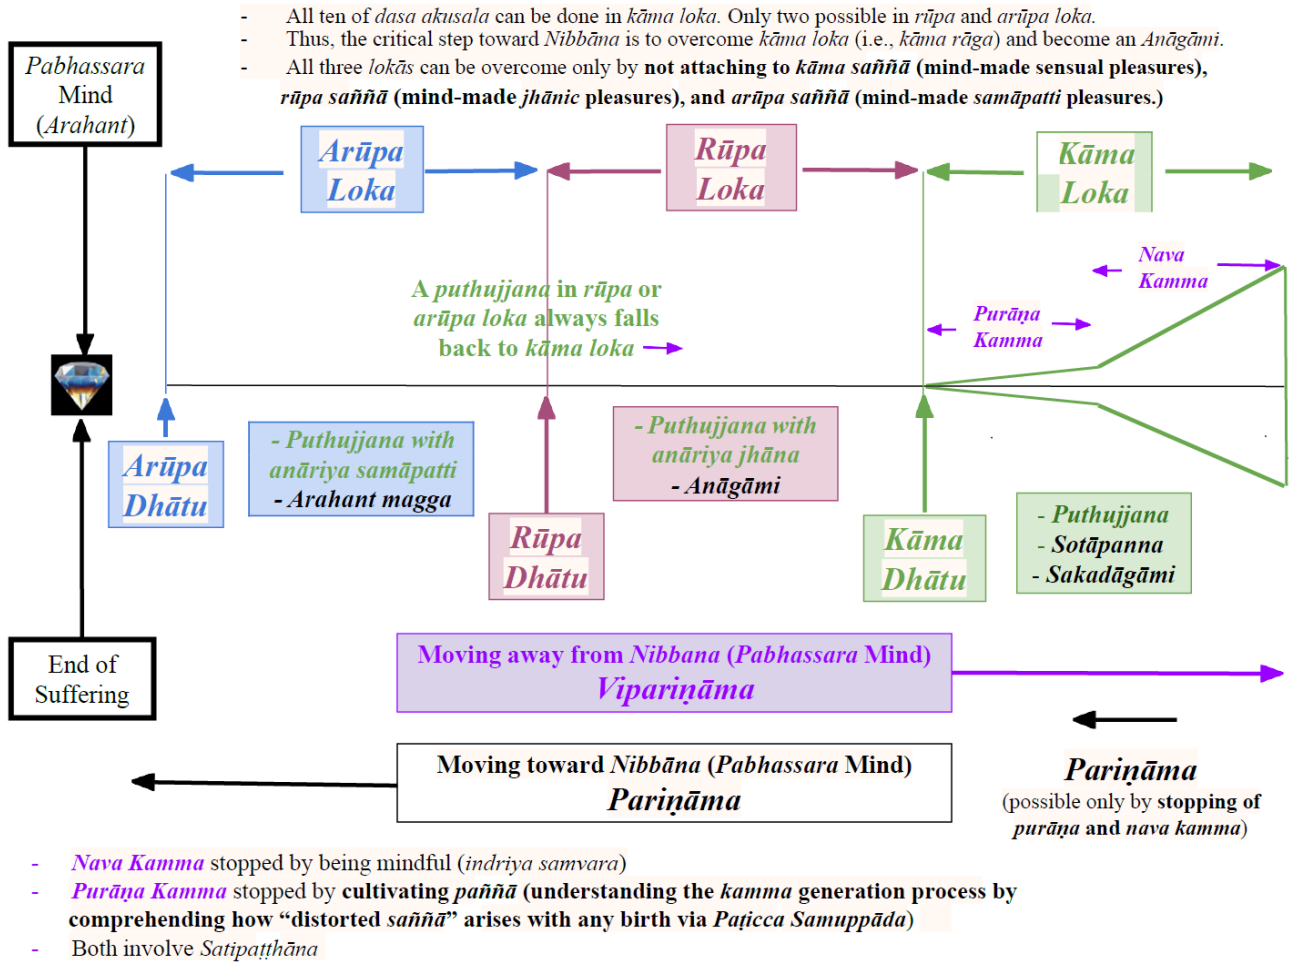 - All ten of dasa akusala can be done in kāma loka. Only two possible in rūpa and arūpa loka.
- Thus, the critical step toward Nibbāna is to overcome kāma loka (i.e., kāma rāga) and become an Anāgāmi.
- All three lokās can be overcome only by not attaching to kāma saññā (mind-made sensual pleasures),
rūpa saññā (mind-made jhānic pleasures), and arūpa saññā (mind-made samāpatti pleasures.)
Pabhassara
Mind
(Arahant)
Arūpa
Loka
Rūpa
Loka
Kāma
Loka
Nava
Kamma
Purāṇa
Kamma
A puthujjana in rūpa or
arūpa loka always falls
back to kāma loka
Arūpa
Dhātu
- Puthujjana with
anāriya samāpatti
- Arahant magga
Rūpa
Dhātu
- Puthujjana with
anāriya jhāna
- Anāgāmi
Kāma
Dhātu
- Puthujjana
- Sotāpanna
- Sakadāgāmi
End of
Suffering
Moving away from Nibbana (Pabhassara Mind)
Vipariṇāma
Moving toward Nibbāna (Pabhassara Mind)
Pariṇāma
Pariṇāma
(possible only by stopping of
purāṇa and nava kamma)
- Nava Kamma stopped by being mindful (indriya samvara)
- Purāṇa Kamma stopped by cultivating paññā (understanding the kamma generation process by
comprehending how “distorted saññā” arises with any birth via Paṭicca Samuppāda)
- Both involve Satipaṭṭhāna